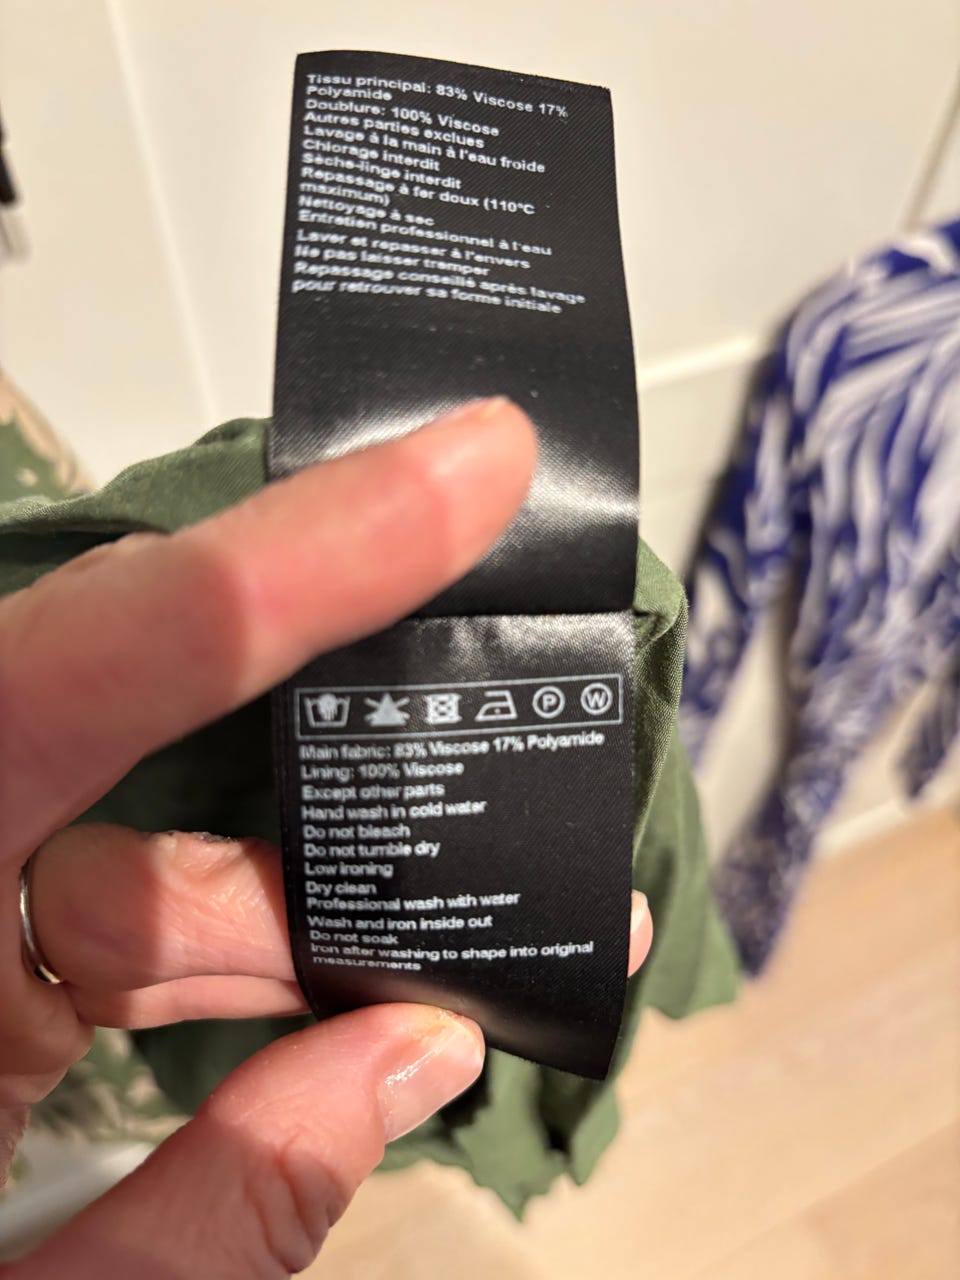 Tissu principal: 83% Viscose 17%
Polyamide
Doublure: 100% Viscose
Autres parties exclues
Lavage à la main à l'eau froide
Chlorage interdit
Sèche-linge interdit
Repassage à fer doux (110°C
maximum)
Nettoyage à sec
Entretien professionnel à l'eau
Laver et repasser à l'envers
Ne pas laisser tremper
Repassage conseillé après lavage
pour retrouver sa forme initiale
P W
Main fabric: 83% Viscose 17% Polyamide
Lining: 100% Viscose
Except other parts
Hand wash in cold water
Do not bleach
Do not tumble dry
Low ironing
Dry clean
Professional wash with water
Wash and iron inside out
Do not soak
Iron after washing to shape into original
measurements